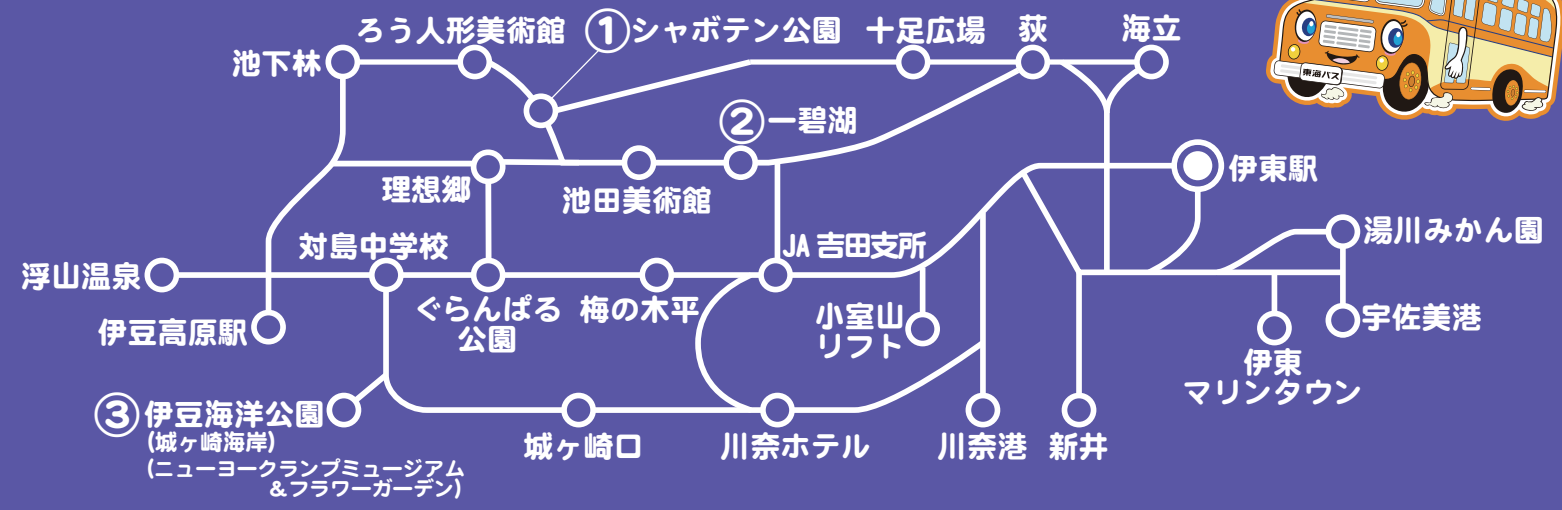 ろう人形美術館
①シャボテン公園
十足広場
荻
海立
池下林
東海バス
②一碧湖
伊東駅
理想郷
池田美術館
湯川みかん園
対島中学校
JA 吉田支所
浮山温泉
ぐらんぱる
公園
梅の木平
小室山
リフト
宇佐美港
伊豆高原駅
伊東
マリンタウン
③伊豆海洋公園
(城ヶ崎海岸)
(ニューヨークランプミュージアム
&フラワーガーデン)
城ヶ崎口
川奈ホテル
川奈港
新井